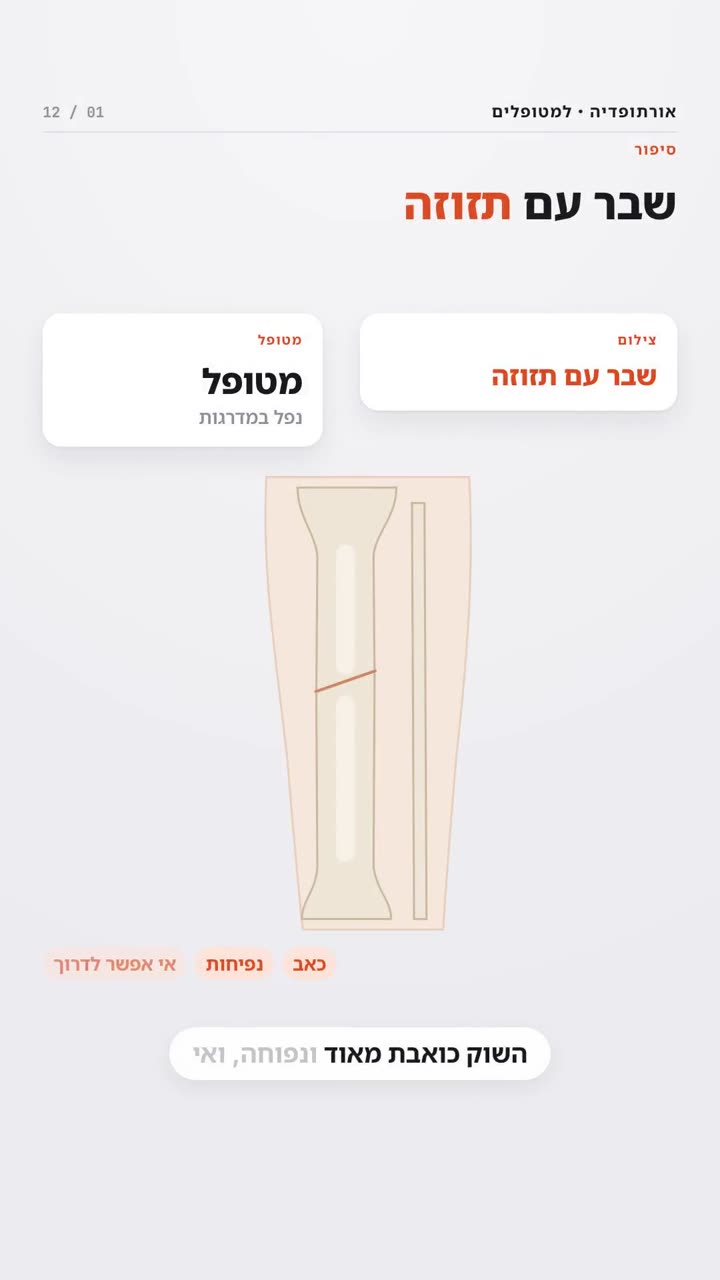 אורתופדיה · למטופלים
01 / 12
סיפור
שבר עם תזוזה
צילום
שבר עם תזוזה
מטופל
מטופל
נפל במדרגות
כאב
נפיחות
אי אפשר לדרוך
השוק כואבת מאוד ונפוחה, ואי